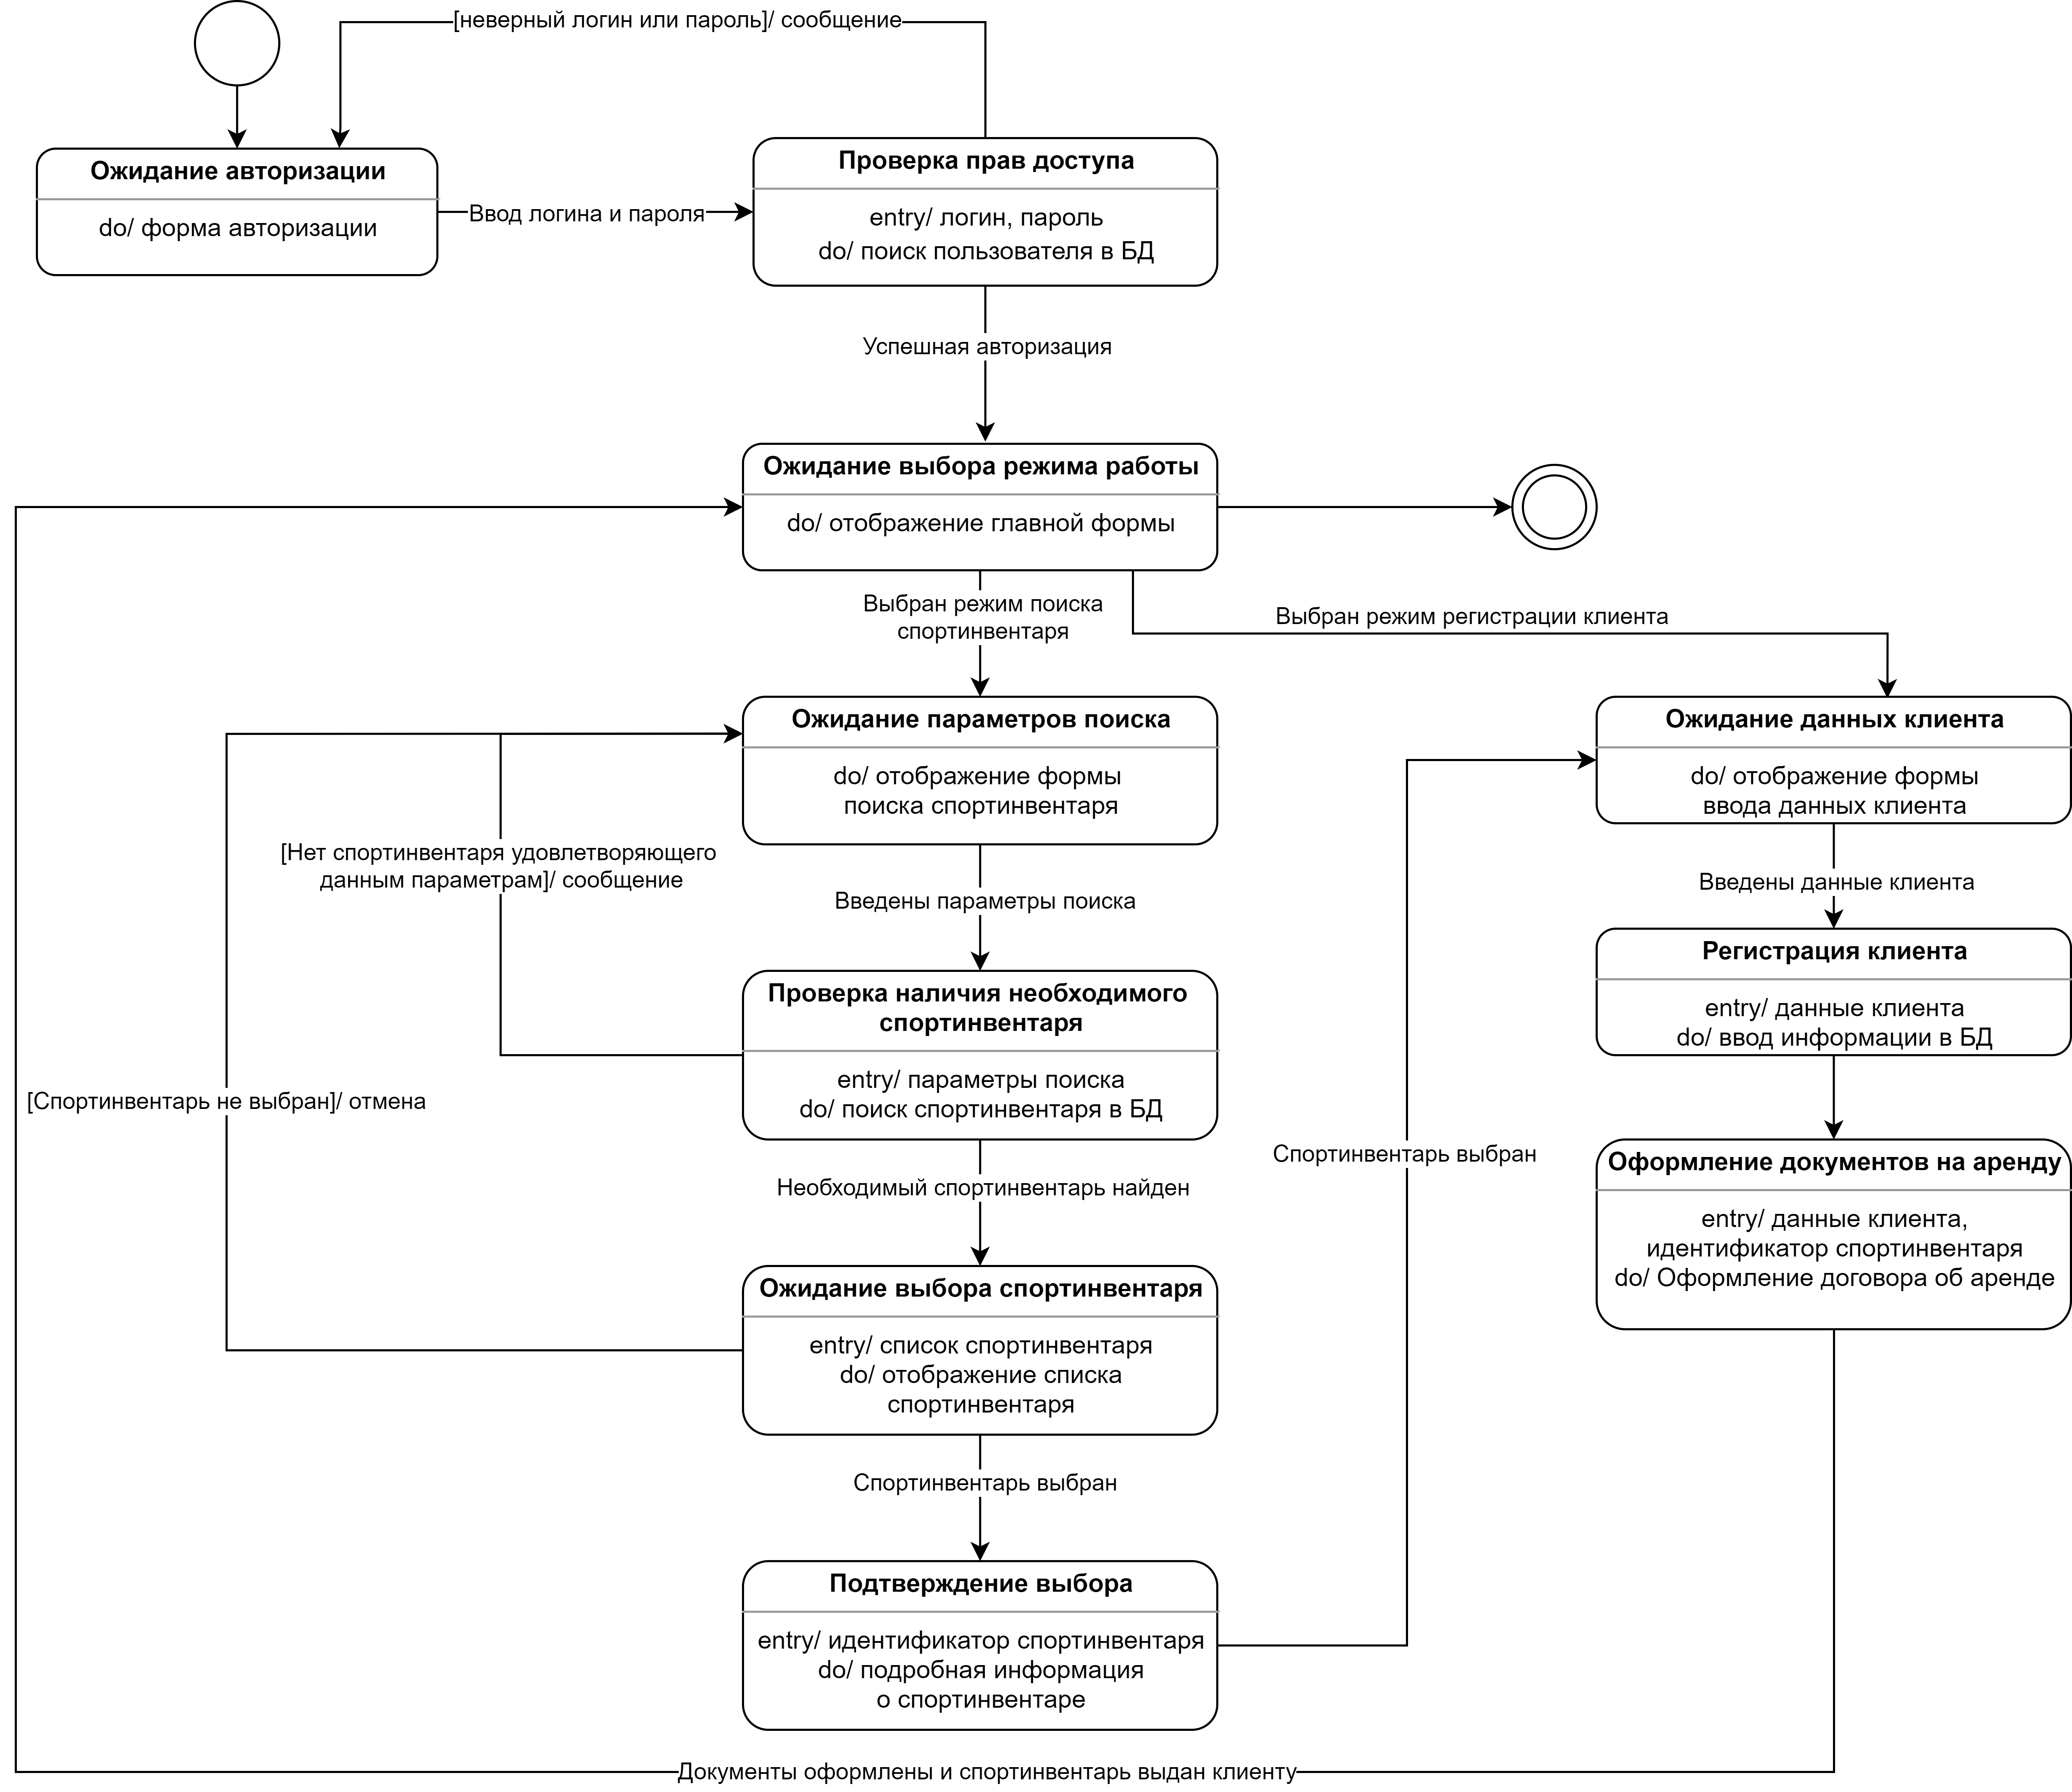 [неверный логин или пароль]/ сообщение
Ожидание авторизации
do/ форма авторизации
Ввод логина и пароля
Проверка прав доступа
entry/ логин, пароль
do/ поиск пользователя в БД
Успешная авторизация
Ожидание выбора режима работы
do/ отображение главной формы
Выбран режим поиска
спортинвентаря
Выбран режим регистрации клиента
Ожидание параметров поиска
do/ отображение формы
поиска спортинвентаря
Ожидание данных клиента
do/ отображение формы
ввода данных клиента
[Нет спортинвентаря удовлетворяющего
данным параметрам]/ сообщение
Введены параметры поиска
Введены данные клиента
Проверка наличия необходимого
спортинвентаря
entry/ параметры поиска
do/ поиск спортинвентаря в БД
Регистрация клиента
entry/ данные клиента
do/ ввод информации в БД
[Спортинвентарь не выбран]/ отмена
Необходимый спортинвентарь найден
Спортинвентарь выбран
Оформление документов на аренду
entry/ данные клиента,
идентификатор спортинвентаря
do/ Оформление договора об аренде
Ожидание выбора спортинвентаря
entry/ список спортинвентаря
do/ отображение списка
спортинвентаря
Спортинвентарь выбран
Подтверждение выбора
entry/ идентификатор спортинвентаря
do/ подробная информация
о спортинвентаре
Документы оформлены и спортинвентарь выдан клиенту